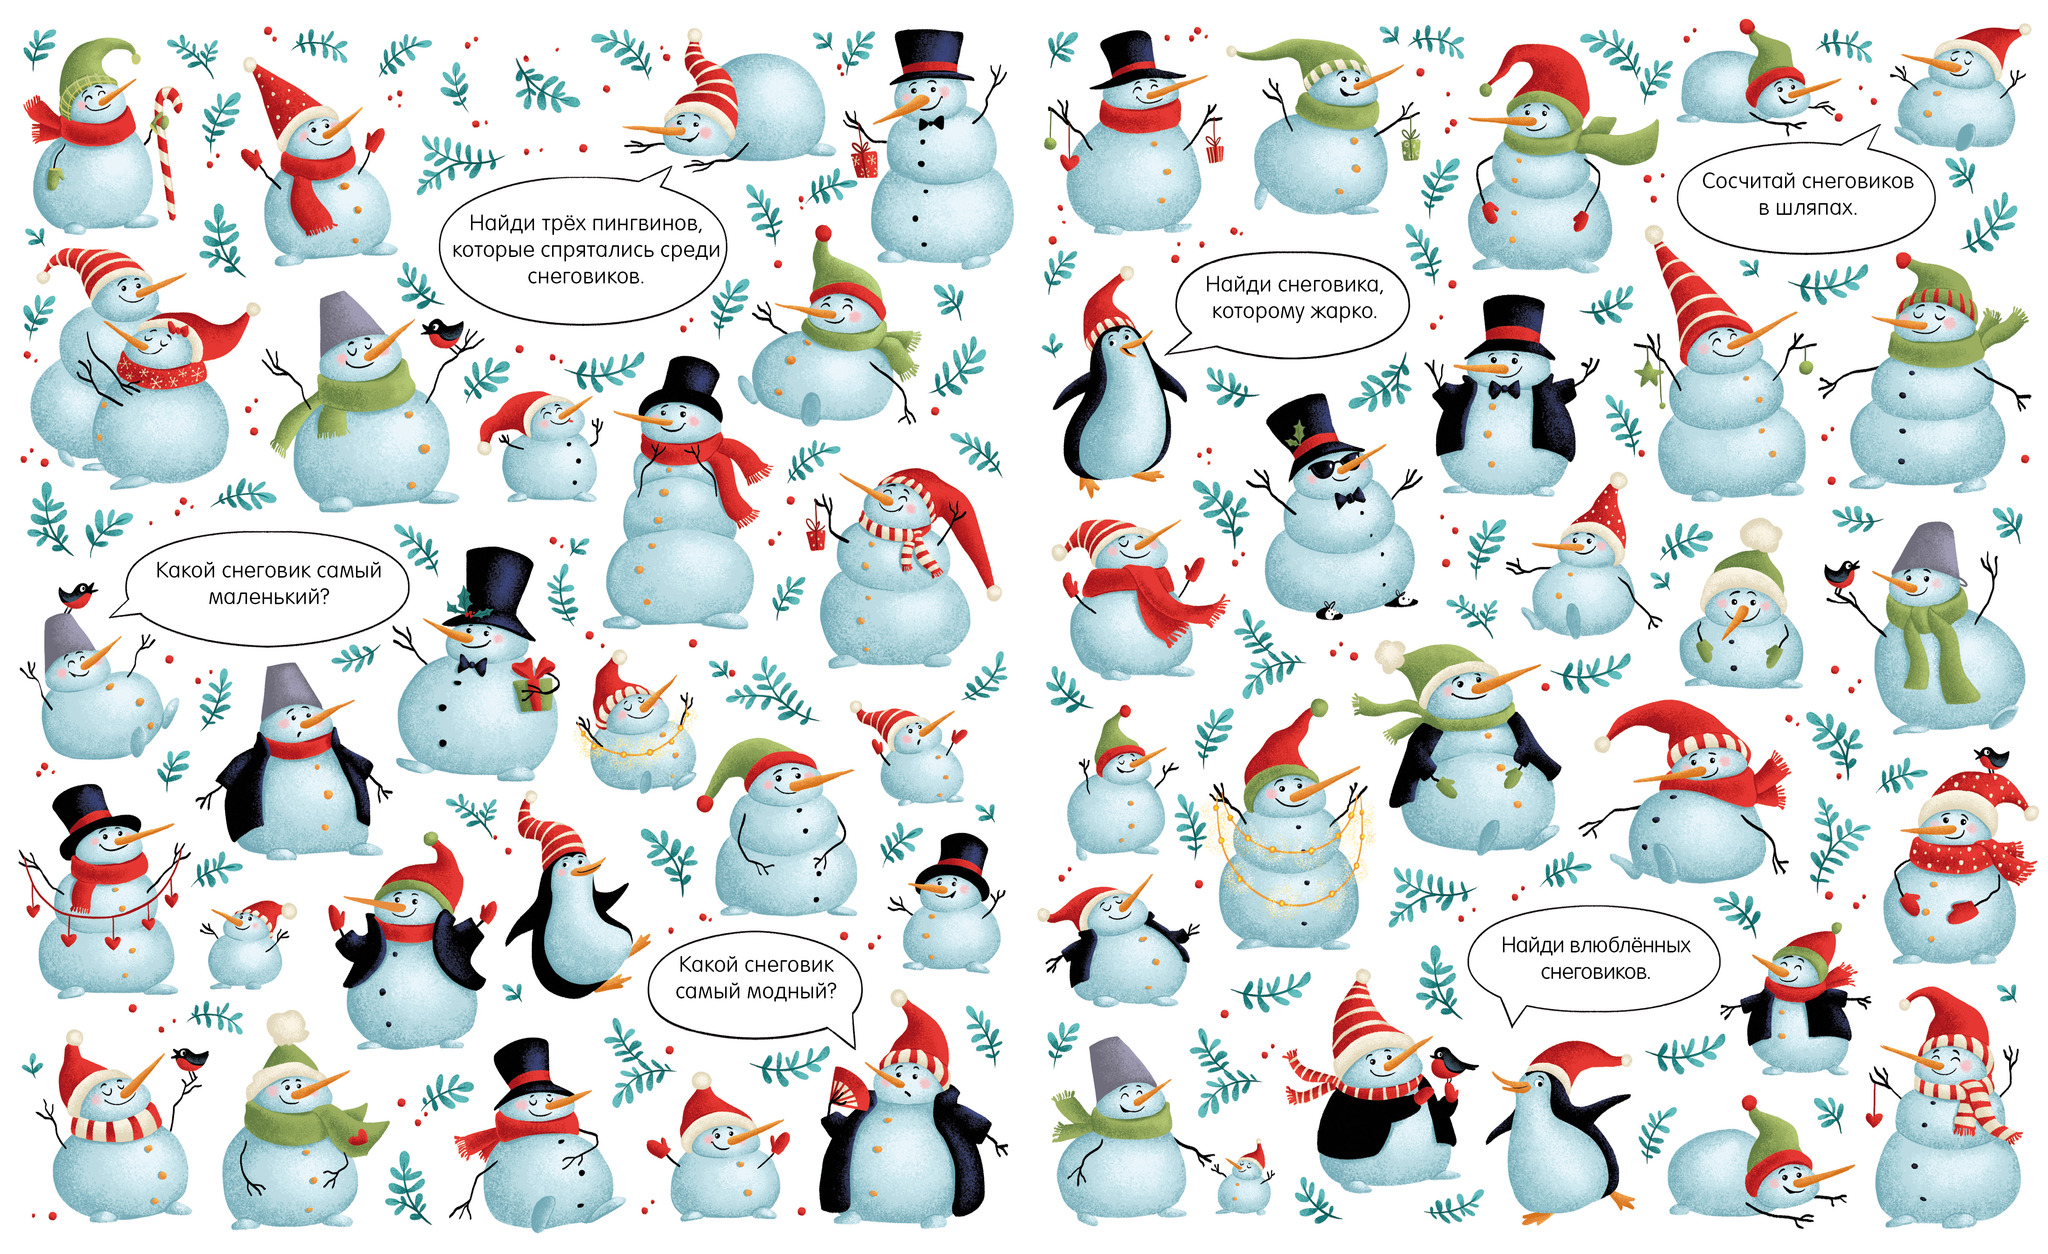 Найди трёх пингвинов,
которые спрятались среди
снеговиков.
Какой снеговик самый
маленький?
Какой снеговик
самый модный?
Сосчитай снеговиков
в шляпах.
Найди снеговика,
которому жарко.
Найди влюблённых
снеговиков.